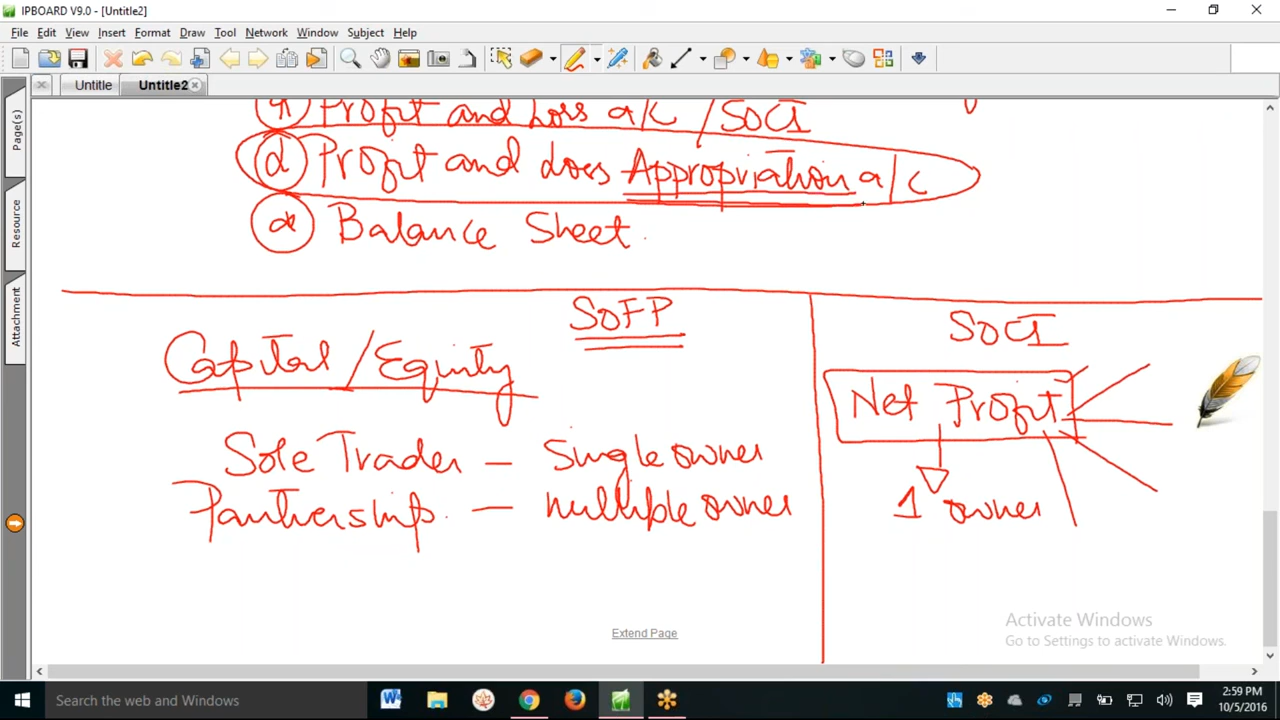 IPBOARD V9.0 - [Untitled2]
File Edit View Insert Format Draw Tool Network Window Subject Help
Untitle Untitle2
Page(s)
Resource
Attachment
Profit and Loss a/c / SOCI
Profit and Loss Appropriation a/c
Balance Sheet
SOFP
SOCI
Capital / Equity
Net Profit
Sole Trader - Single owner
Partnership - multiple owner
1 owner
Extend Page
Activate Windows
Go to Settings to activate Windows.
Search the web and Windows
2:59 PM
10/5/2016